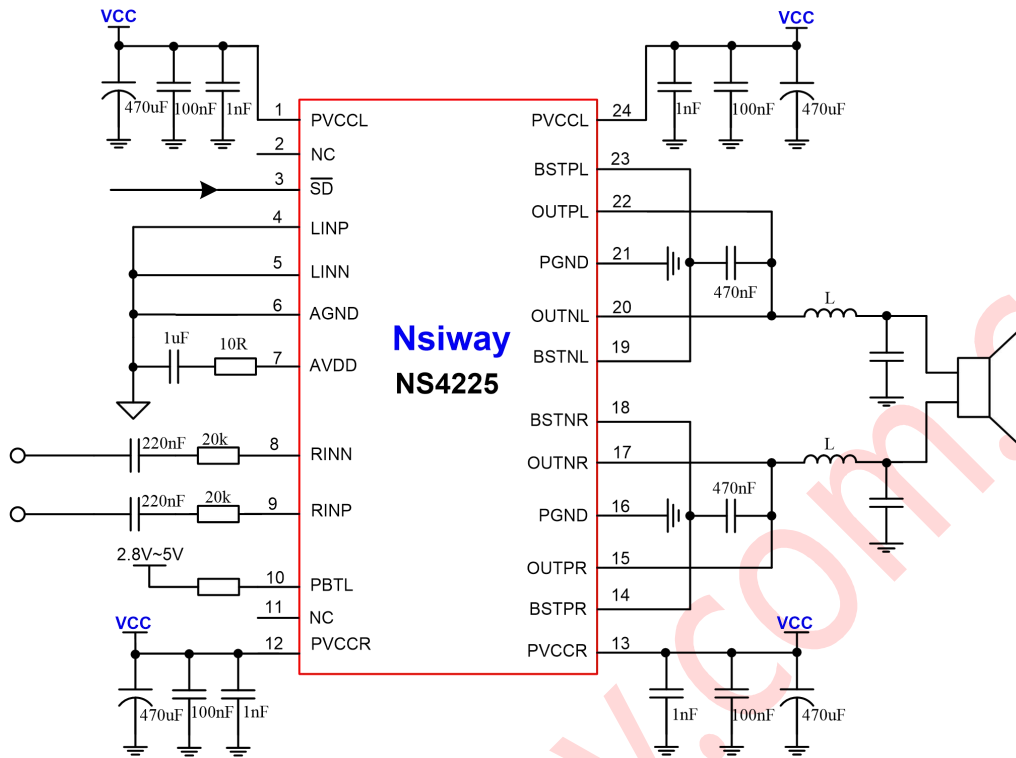 VCC
470uF 100nF 1nF
VCC
1nF 100nF 470uF
1 PVCCL
2 NC
3 SD
4 LINP
5 LINN
6 AGND
1uF 10R 7 AVDD
220nF 20k 8 RINN
220nF 20k 9 RINP
2.8V~5V
10 PBTL
11 NC
12 PVCCR
VCC
470uF 100nF 1nF
Nsiway
NS4225
PVCCL 24
BSTPL 23
OUTPL 22
PGND 21
470nF
OUTNL 20
L
BSTNL 19
BSTNR 18
OUTNR 17
L
470nF
PGND 16
OUTPR 15
BSTPR 14
PVCCR 13
VCC
1nF 100nF 470uF
y.com.